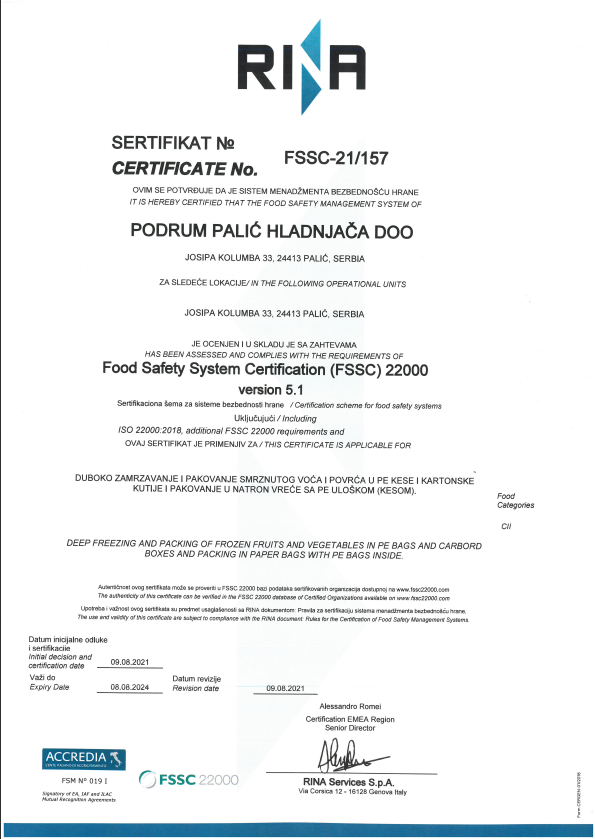 RINA
SERTIFIKAT №
CERTIFICATE No.
FSSC-21/157
OVIM SE POTVRĐUJE DA JE SISTEM MENADŽMENTA BEZBEDNOŠĆU HRANE
IT IS HEREBY CERTIFIED THAT THE FOOD SAFETY MANAGEMENT SYSTEM OF
PODRUM PALIĆ HLADNJAČA DOO
JOSIPA KOLUMBA 33, 24413 PALIĆ, SERBIA
ZA SLEDEĆE LOKACIJE/ IN THE FOLLOWING OPERATIONAL UNITS
JOSIPA KOLUMBA 33, 24413 PALIĆ, SERBIA
JE OCENJEN I U SKLADU JE SA ZAHTEVAMA
HAS BEEN ASSESSED AND COMPLIES WITH THE REQUIREMENTS OF
Food Safety System Certification (FSSC) 22000
version 5.1
Sertifikaciona šema za sisteme bezbednosti hrane / Certification scheme for food safety systems
Uključujući / Including
ISO 22000:2018, additional FSSC 22000 requirements and
OVAJ SERTIFIKAT JE PRIMENJIV ZA / THIS CERTIFICATE IS APPLICABLE FOR
DUBOKO ZAMRZAVANJE I PAKOVANJE SMRZNUTOG VOĆA I POVRĆA U PE KESE I KARTONSKE
KUTIJE I PAKOVANJE U NATRON VREĆE SA PE ULOŠKOM (KESOM).
Food
Categories
CII
DEEP FREEZING AND PACKING OF FROZEN FRUITS AND VEGETABLES IN PE BAGS AND CARBORD
BOXES AND PACKING IN PAPER BAGS WITH PE BAGS INSIDE.
Autentičnost ovog sertifikata može se proveriti u FSSC 22000 bazi podataka sertifikovanih organizacija dostupnoj na www.fssc22000.com
The authenticity of this certificate can be verified in the FSSC 22000 database of Certified Organizations available on www.fssc22000.com
Upotreba i važnost ovog sertifikata su predmet usaglašenosti sa RINA dokumentom: Pravila za sertifikaciju sistema menadžmenta bezbednošću hrane.
The use and validity of this certificate are subject to compliance with the RINA document: Rules for the Certification of Food Safety Management Systems.
Datum inicijalne odluke
i sertifikacije
Initial decision and
certification date
09.08.2021
Važi do
Expiry Date
08.08.2024
Datum revizije
Revision date
09.08.2021
Alessandro Romei
Certification EMEA Region
Senior Director
RINA Services S.p.A.
Via Corsica 12 - 16128 Genova Italy
ACCREDIA
L'ENTE ITALIANO DI ACCREDITAMENTO
FSM N° 019 I
Signatory of EA, IAF and ILAC
Mutual Recognition Agreements
FSSC 22000